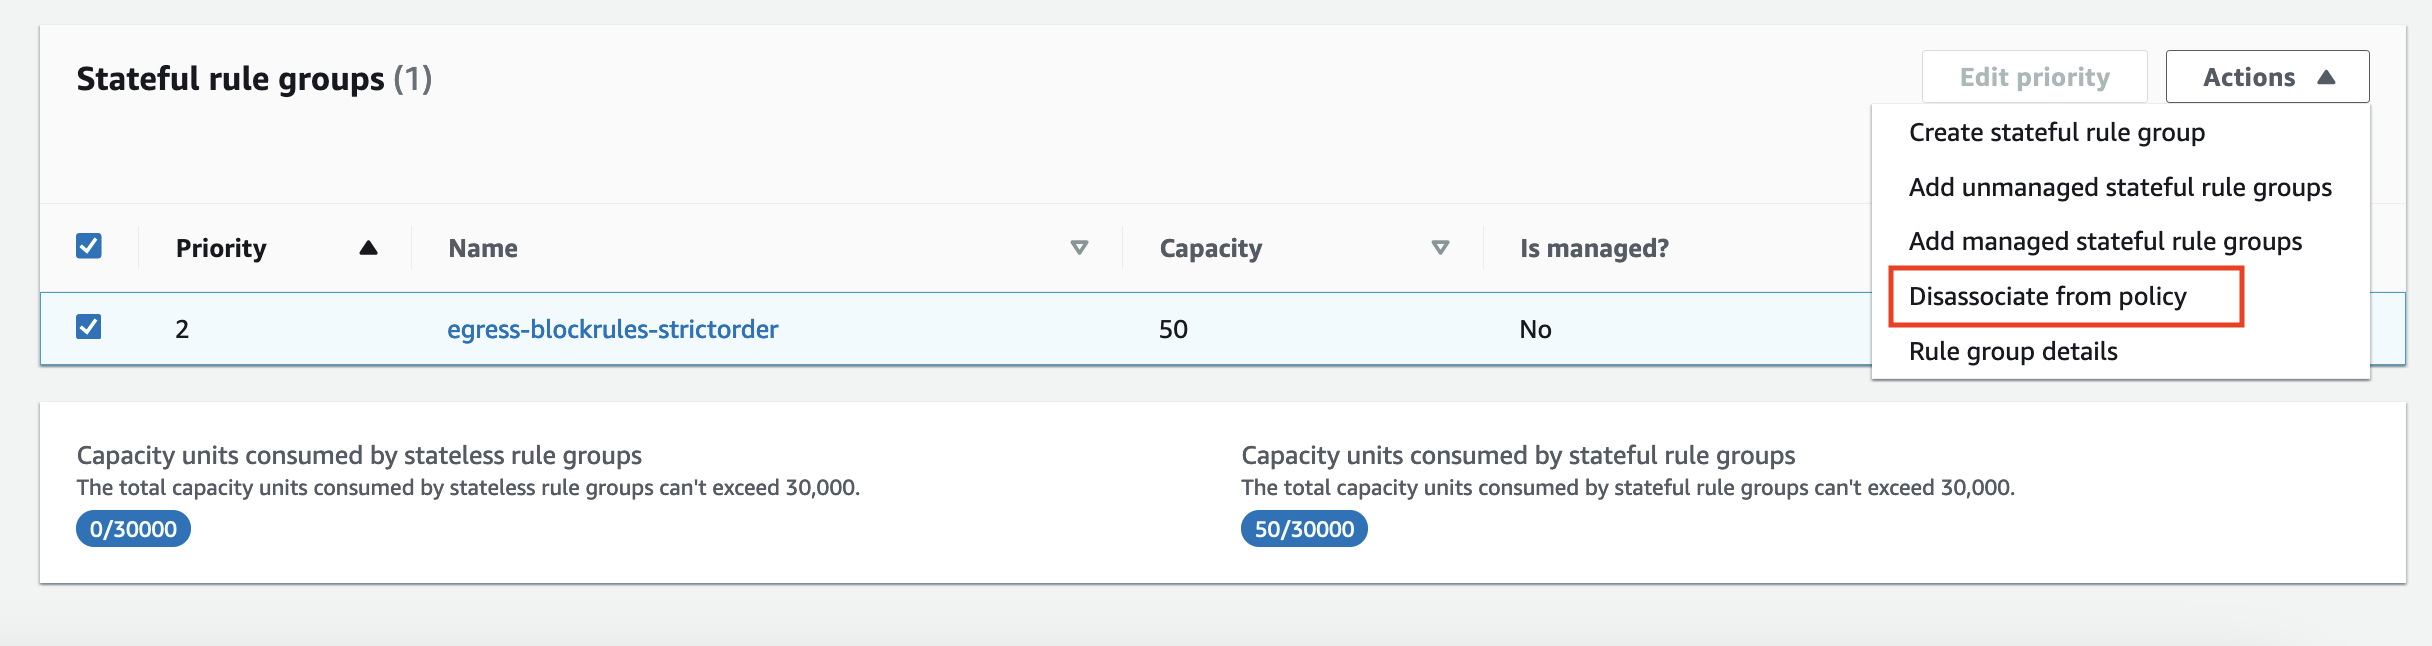 Stateful rule groups (1)
Edit priority
Actions
Create stateful rule group
Add unmanaged stateful rule groups
Add managed stateful rule groups
Disassociate from policy
Rule group details
Priority Name Capacity Is managed?
2 egress-blockrules-strictorder 50 No
Capacity units consumed by stateless rule groups
The total capacity units consumed by stateless rule groups can't exceed 30,000.
0/30000
Capacity units consumed by stateful rule groups
The total capacity units consumed by stateful rule groups can't exceed 30,000.
50/30000